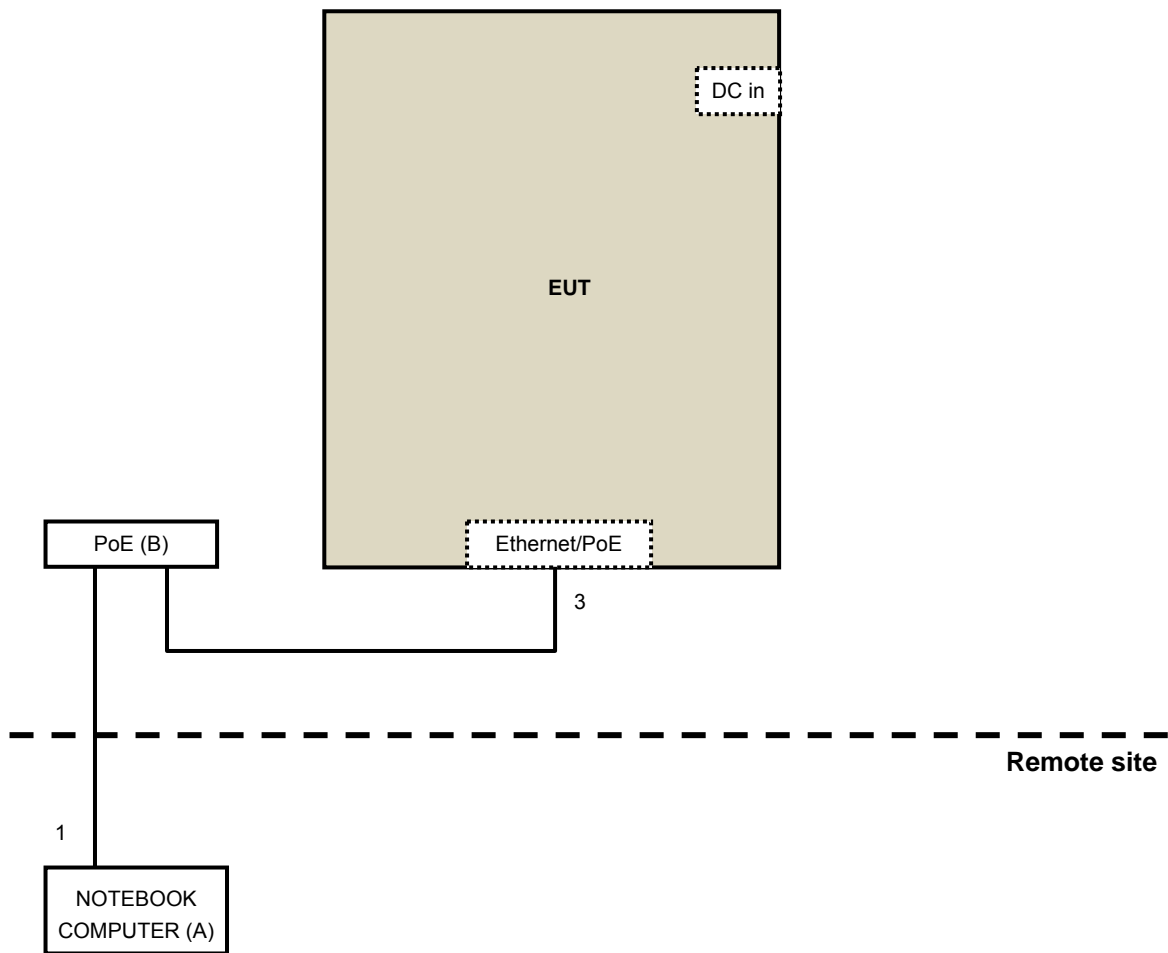 DC in
EUT
PoE (B)
Ethernet/PoE
3
Remote site
1
NOTEBOOK
COMPUTER (A)